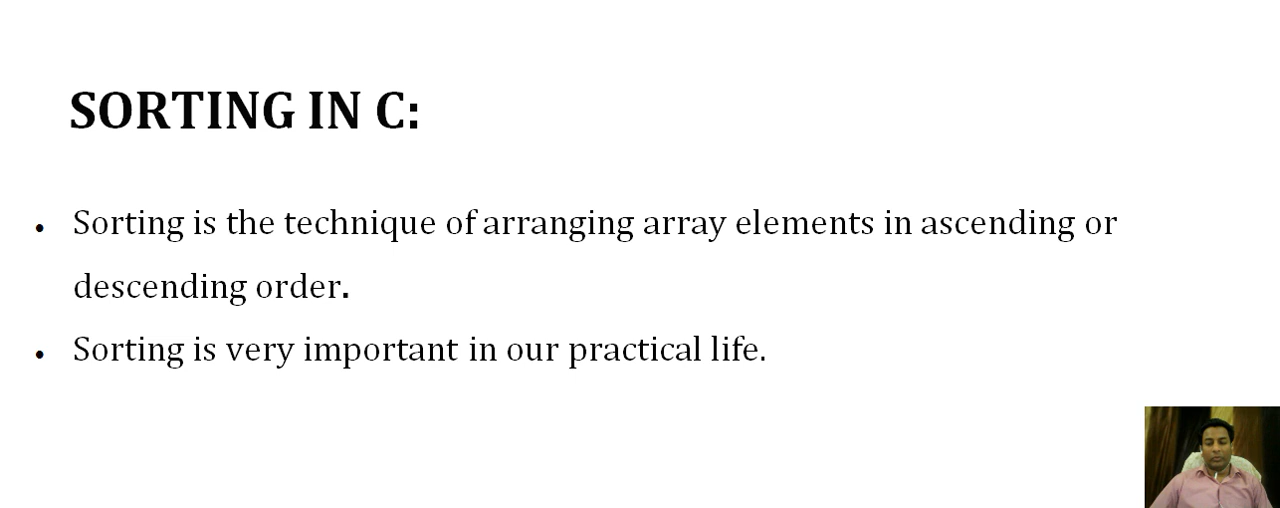 SORTING IN C:
• Sorting is the technique of arranging array elements in ascending or
descending order.
• Sorting is very important in our practical life.